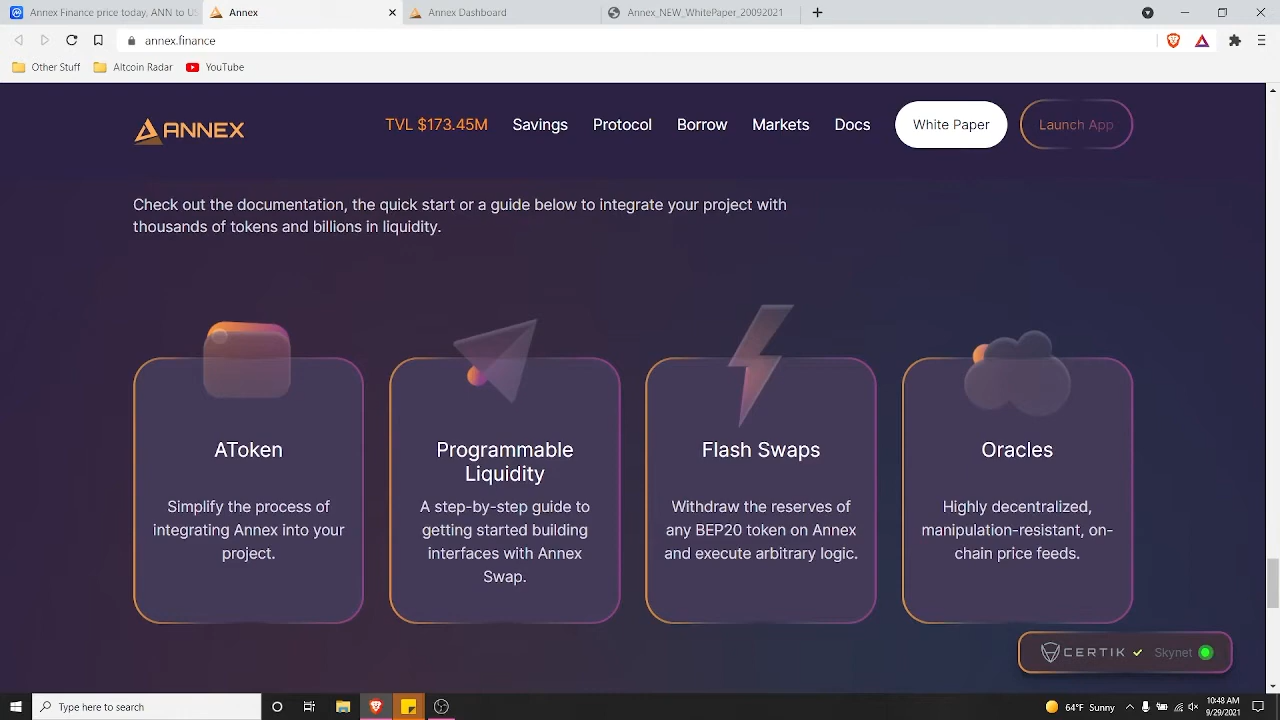 Annex Finance price today, ANN to US
Annex
Annex Dashboard
Annex_NEW_WhitePaper_20092021
annex.finance
Other Stuff
Altcoin Radar
YouTube
ANNEX
TVL $173.45M
Savings
Protocol
Borrow
Markets
Docs
White Paper
Launch App
Check out the documentation, the quick start or a guide below to integrate your project with
thousands of tokens and billions in liquidity.
AToken
Simplify the process of
integrating Annex into your
project.
Programmable
Liquidity
A step-by-step guide to
getting started building
interfaces with Annex
Swap.
Flash Swaps
Withdraw the reserves of
any BEP20 token on Annex
and execute arbitrary logic.
Oracles
Highly decentralized,
manipulation-resistant, on-
chain price feeds.
CERTIK
Skynet
Type here to search
64°F Sunny
10:48 AM
9/29/2021